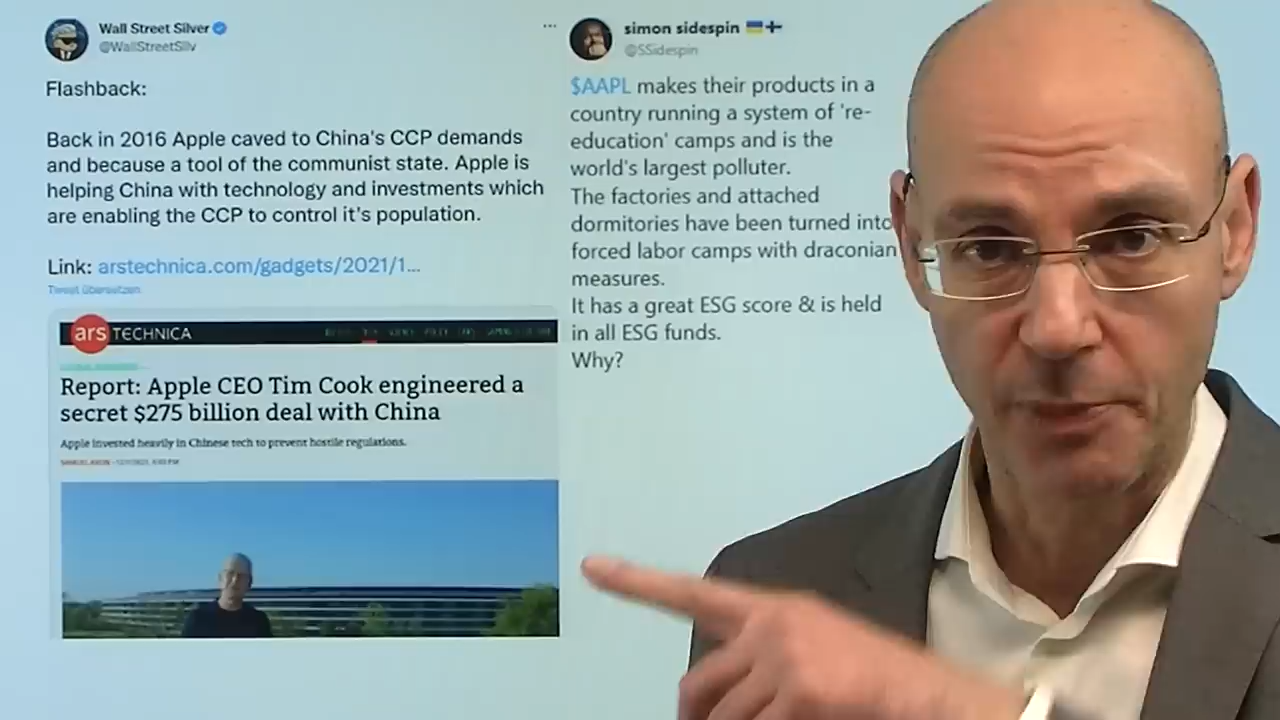 Wall Street Silver
@WallStreetSilv
Flashback:
Back in 2016 Apple caved to China's CCP demands
and because a tool of the communist state. Apple is
helping China with technology and investments which
are enabling the CCP to control it's population.
Link: arstechnica.com/gadgets/2021/1...
Tweet übersetzen
ars TECHNICA
Report: Apple CEO Tim Cook engineered a
secret $275 billion deal with China
Apple invested heavily in Chinese tech to prevent hostile regulations.
simon sidespin
@SSidespin
$AAPL makes their products in a
country running a system of 're-
education' camps and is the
world's largest polluter.
The factories and attached
dormitories have been turned into
forced labor camps with draconian
measures.
It has a great ESG score & is held
in all ESG funds.
Why?